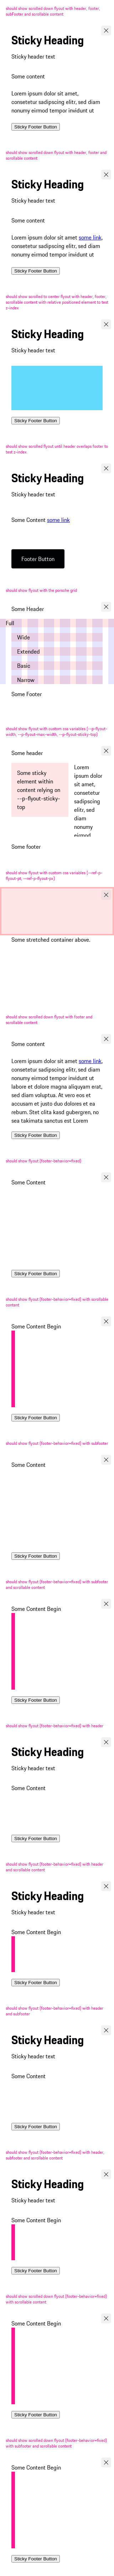 should show scrolled down flyout with header, footer,
subfooter and scrollable content
Sticky Heading
Sticky header text
Some content
Lorem ipsum dolor sit amet,
consetetur sadipscing elitr, sed diam
nonumy eirmod tempor invidunt ut
Sticky Footer Button
should show scrolled down flyout with header, footer and
scrollable content
Sticky Heading
Sticky header text
Some content
Lorem ipsum dolor sit amet some link,
consetetur sadipscing elitr, sed diam
nonumy eirmod tempor invidunt ut
Sticky Footer Button
should show scrolled to center flyout with header, footer,
scrollable content with relative positioned element to test
z-index
Sticky Heading
Sticky header text
Sticky Footer Button
should show scrolled flyout until header overlaps footer to
test z-index
Sticky Heading
Sticky header text
Some Content some link
Footer Button
should show flyout with the porsche grid
Some Header
Full
Wide
Extended
Basic
Narrow
Some Footer
should show flyout with custom css variables (--p-flyout-
width, --p-flyout-max-width, --p-flyout-sticky-top)
Some header
Some sticky
element within
content relying on
--p-flyout-sticky-
top
Lorem
ipsum dolor
sit amet,
consetetur
sadipscing
elitr, sed
diam
nonumy
eirmod
Some footer
should show flyout with custom css variables (--ref-p-
flyout-pt, --ref-p-flyout-px)
Some stretched container above.
should show scrolled down flyout with footer and
scrollable content
Some content
Lorem ipsum dolor sit amet some link,
consetetur sadipscing elitr, sed diam
nonumy eirmod tempor invidunt ut
labore et dolore magna aliquyam erat,
sed diam voluptua. At vero eos et
accusam et justo duo dolores et ea
rebum. Stet clita kasd gubergren, no
sea takimata sanctus est Lorem
Sticky Footer Button
should show flyout (footer-behavior=fixed)
Some Content
Sticky Footer Button
should show flyout (footer-behavior=fixed) with scrollable
content
Some Content Begin
Sticky Footer Button
should show flyout (footer-behavior=fixed) with subfooter
Some Content
Sticky Footer Button
should show flyout (footer-behavior=fixed) with subfooter
and scrollable content
Some Content Begin
Sticky Footer Button
should show flyout (footer-behavior=fixed) with header
Sticky Heading
Sticky header text
Some Content
Sticky Footer Button
should show flyout (footer-behavior=fixed) with header
and scrollable content
Sticky Heading
Sticky header text
Some Content Begin
Sticky Footer Button
should show flyout (footer-behavior=fixed) with header
and subfooter
Sticky Heading
Sticky header text
Some Content
Sticky Footer Button
should show flyout (footer-behavior=fixed) with header,
subfooter and scrollable content
Sticky Heading
Sticky header text
Some Content Begin
Sticky Footer Button
should show scrolled down flyout (footer-behavior=fixed)
with scrollable content
Some Content Begin
Sticky Footer Button
should show scrolled down flyout (footer-behavior=fixed)
with subfooter and scrollable content
Some Content Begin
Sticky Footer Button